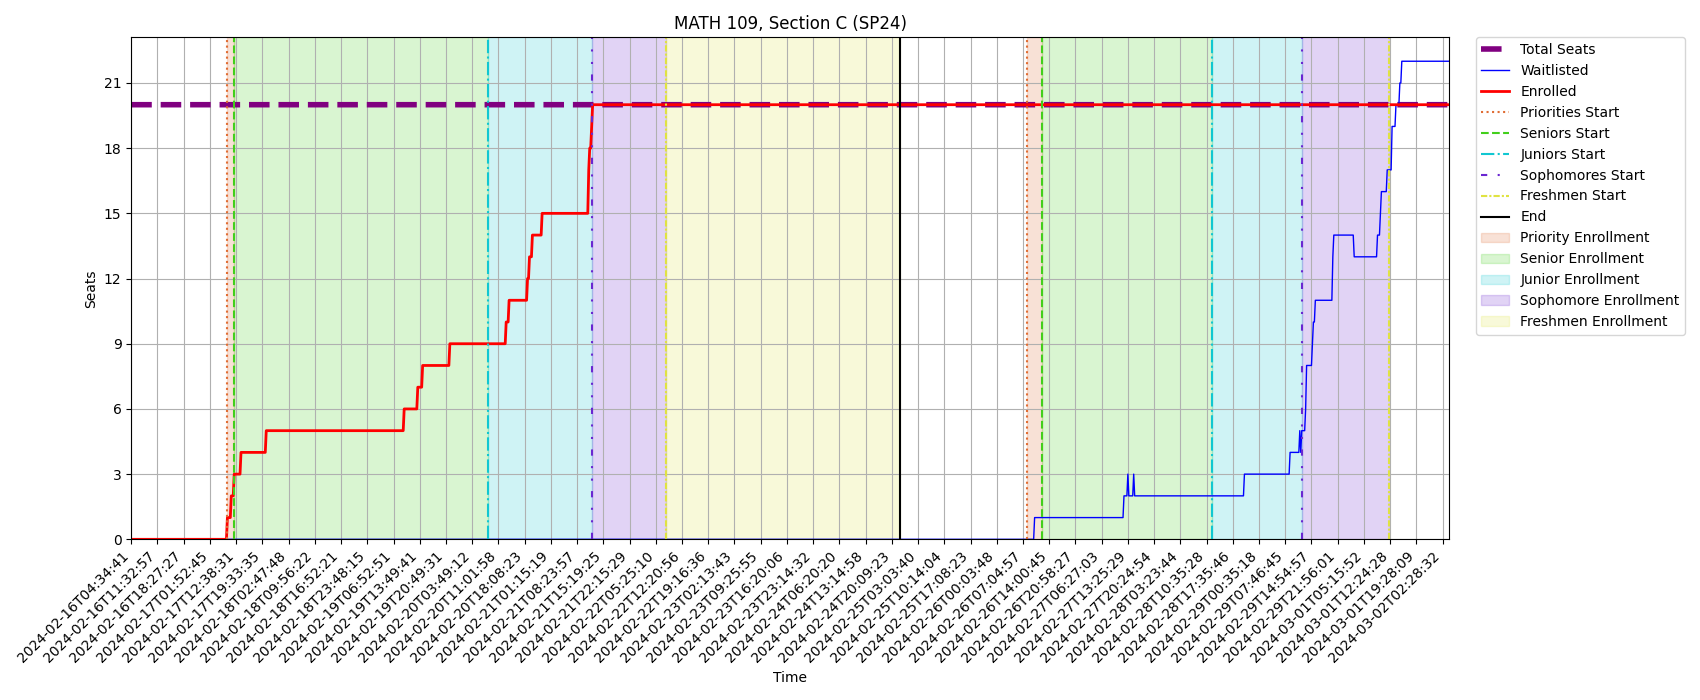 MATH 109, Section C (SP24)
Total Seats
Waitlisted
Enrolled
Priorities Start
Seniors Start
Juniors Start
Sophomores Start
Freshmen Start
End
Priority Enrollment
Senior Enrollment
Junior Enrollment
Sophomore Enrollment
Freshmen Enrollment
Seats
21
18
15
12
9
6
3
0
2024-02-16T04:34:41
2024-02-16T11:32:57
2024-02-16T18:27:27
2024-02-17T01:52:45
2024-02-17T12:38:31
2024-02-17T19:33:35
2024-02-18T02:47:48
2024-02-18T09:56:22
2024-02-18T16:52:21
2024-02-18T23:48:15
2024-02-19T06:52:51
2024-02-19T13:49:41
2024-02-19T20:49:31
2024-02-20T03:49:12
2024-02-20T11:01:58
2024-02-20T18:08:23
2024-02-21T01:15:19
2024-02-21T08:23:57
2024-02-21T15:19:25
2024-02-21T22:15:29
2024-02-22T05:25:10
2024-02-22T12:20:56
2024-02-22T19:16:36
2024-02-23T02:13:43
2024-02-23T09:25:55
2024-02-23T16:20:06
2024-02-23T23:14:32
2024-02-24T06:20:20
2024-02-24T13:14:58
2024-02-24T20:09:23
2024-02-25T03:03:40
2024-02-25T10:14:04
2024-02-25T17:08:23
2024-02-26T00:03:48
2024-02-26T07:04:57
2024-02-26T14:00:45
2024-02-26T20:58:27
2024-02-27T06:27:03
2024-02-27T13:25:29
2024-02-27T20:24:54
2024-02-28T03:23:44
2024-02-28T10:35:28
2024-02-28T17:35:46
2024-02-29T00:35:18
2024-02-29T07:46:45
2024-02-29T14:54:57
2024-02-29T21:56:01
2024-03-01T05:15:52
2024-03-01T12:24:28
2024-03-01T19:28:09
2024-03-02T02:28:32
Time